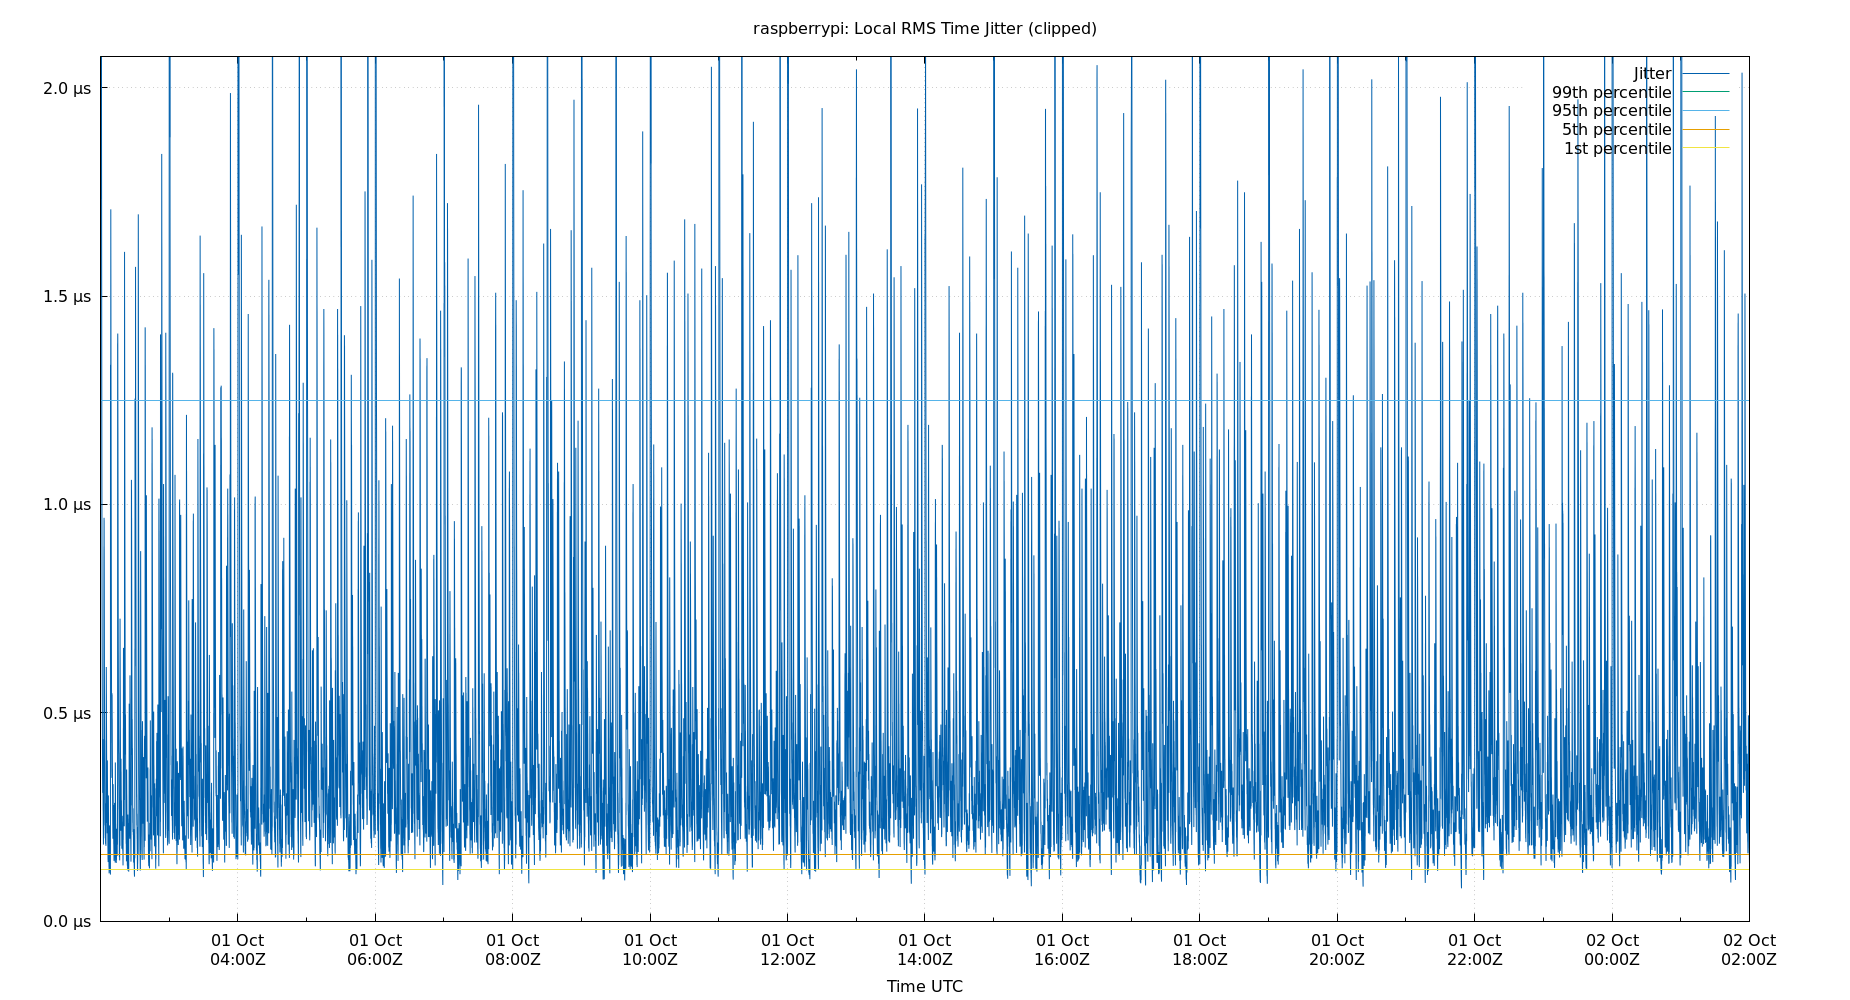 raspberrypi: Local RMS Time Jitter (clipped)
Jitter
99th percentile
95th percentile
5th percentile
1st percentile
2.0 µs
1.5 µs
1.0 µs
0.5 µs
0.0 µs
01 Oct 01 Oct 01 Oct 01 Oct 01 Oct 01 Oct 01 Oct 01 Oct 01 Oct 01 Oct 02 Oct 02 Oct
04:00Z 06:00Z 08:00Z 10:00Z 12:00Z 14:00Z 16:00Z 18:00Z 20:00Z 22:00Z 00:00Z 02:00Z
Time UTC